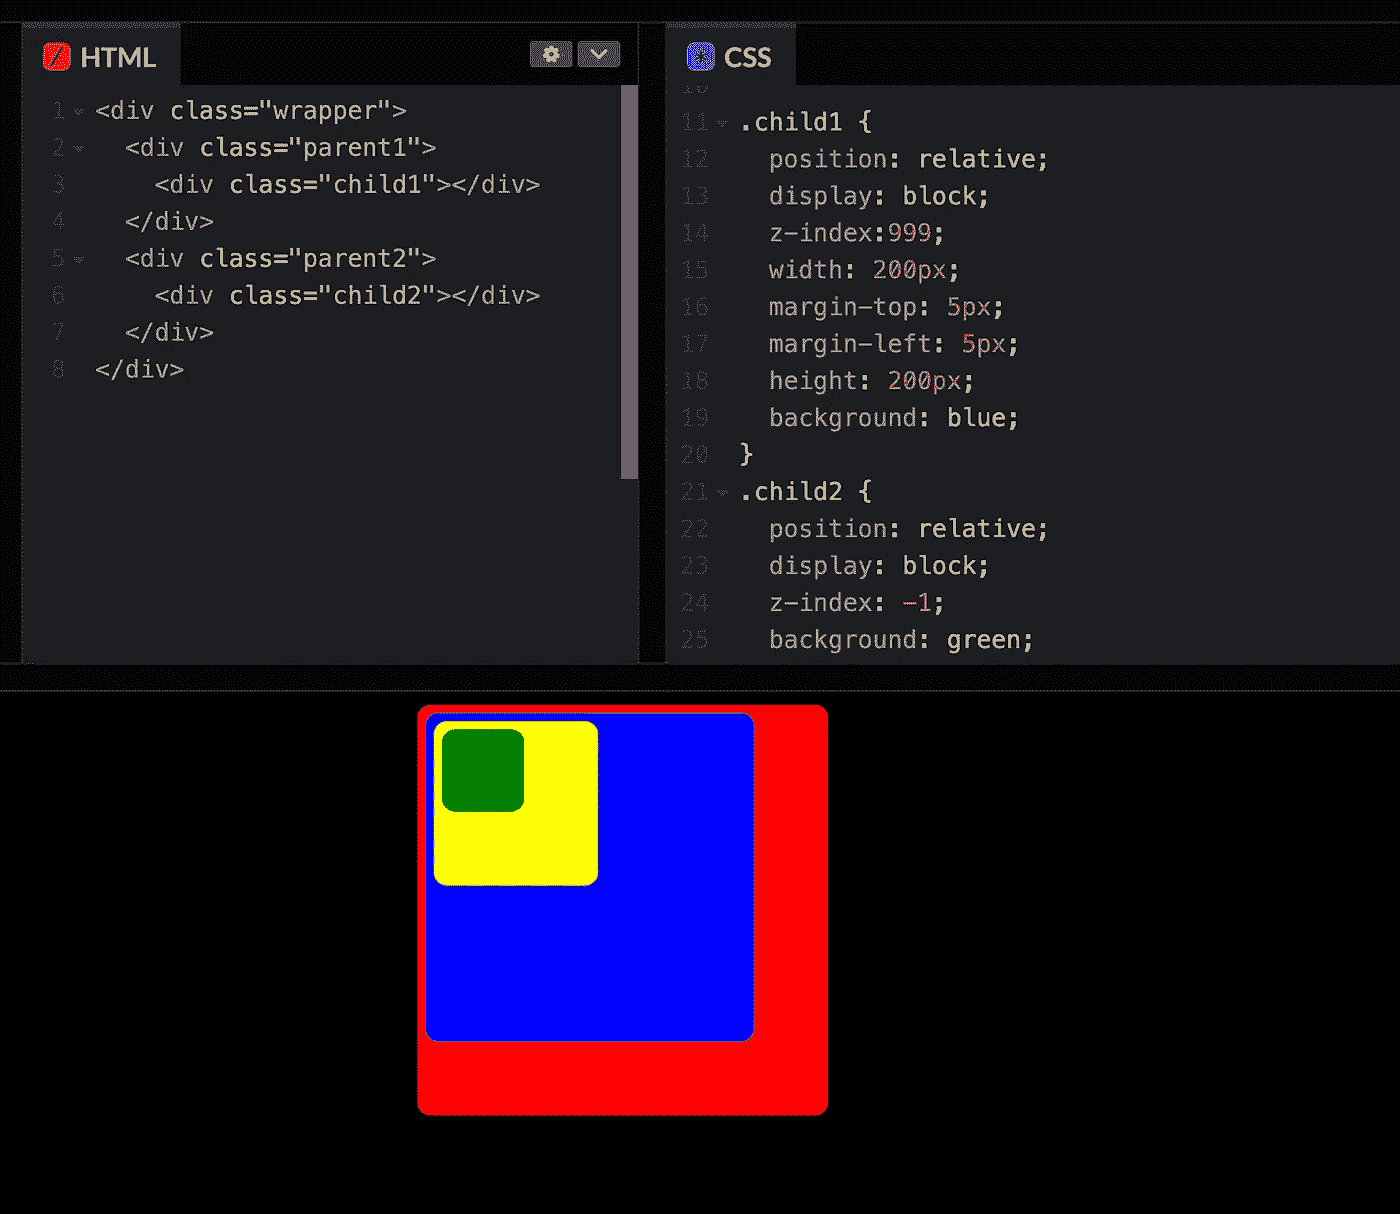 HTML
1 <div class="wrapper">
2 <div class="parent1">
3 <div class="child1"></div>
4 </div>
5 <div class="parent2">
6 <div class="child2"></div>
7 </div>
8 </div>
CSS
10
11 .child1 {
12 position: relative;
13 display: block;
14 z-index:999;
15 width: 200px;
16 margin-top: 5px;
17 margin-left: 5px;
18 height: 200px;
19 background: blue;
20 }
21 .child2 {
22 position: relative;
23 display: block;
24 z-index: -1;
25 background: green;